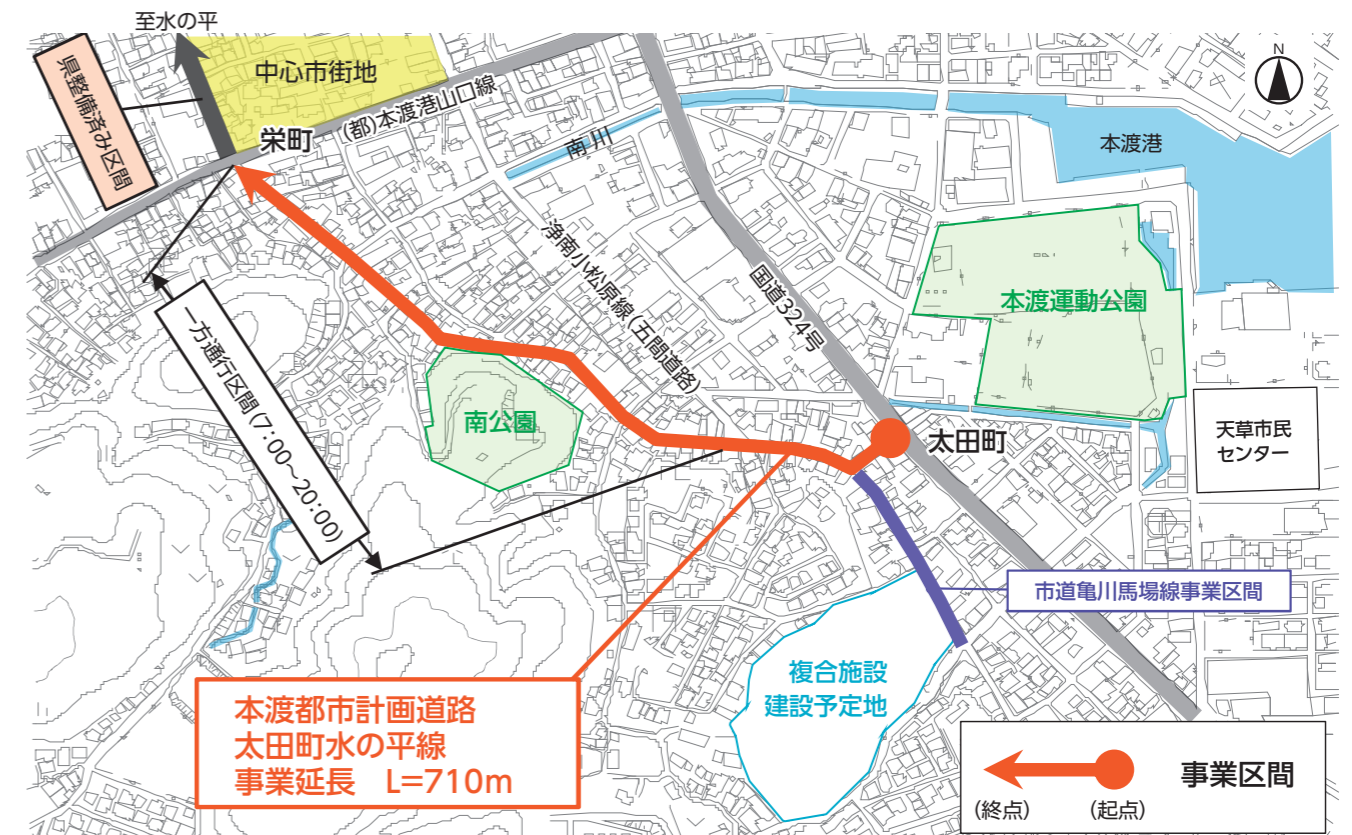 至水の平
県整備済み区間
中心市街地
(都)本渡港山口線
栄町
南川
N
本渡港
浄南小松原線(五間道路)
国道324号
本渡運動公園
一方通行区間(7:00～20:00)
南公園
太田町
天草市民
センター
市道亀川馬場線事業区間
複合施設
建設予定地
本渡都市計画道路
太田町水の平線
事業延長 L=710m
事業区間
(終点) (起点)